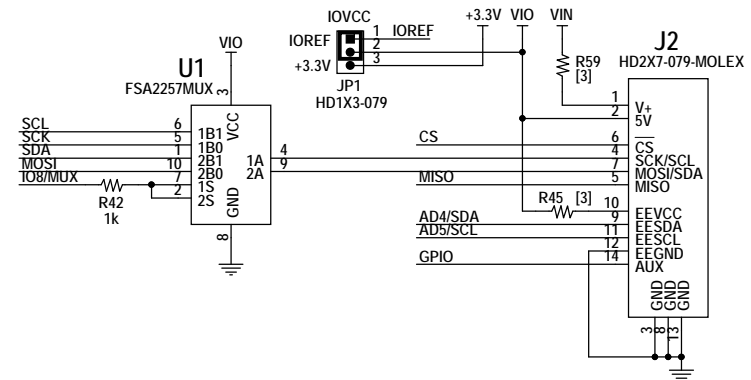 IOVCC
+3.3V VIO VIN
IOREF 1 IOREF
2
+3.3V 3
JP1
HD1X3-079
R59
[3]
J2
HD2X7-079-MOLEX
VIO
U1
FSA2257MUX
3
VCC
SCL 6 1B1
SCK 5 1B0
SDA 1 2B1
MOSI 10 2B0
IO8/MUX 7 1S
2 2S
R42
1k
4 1A
9 2A
GND
8
1 V+
2 5V
CS 6 CS
4 SCK/SCL
7 MOSI/SDA
MISO 5 MISO
R45 [3] 10 EEVCC
AD4/SDA 9 EESDA
AD5/SCL 11 EESCL
12 EEGND
GPIO 14 AUX
GND GND GND
3 8 13